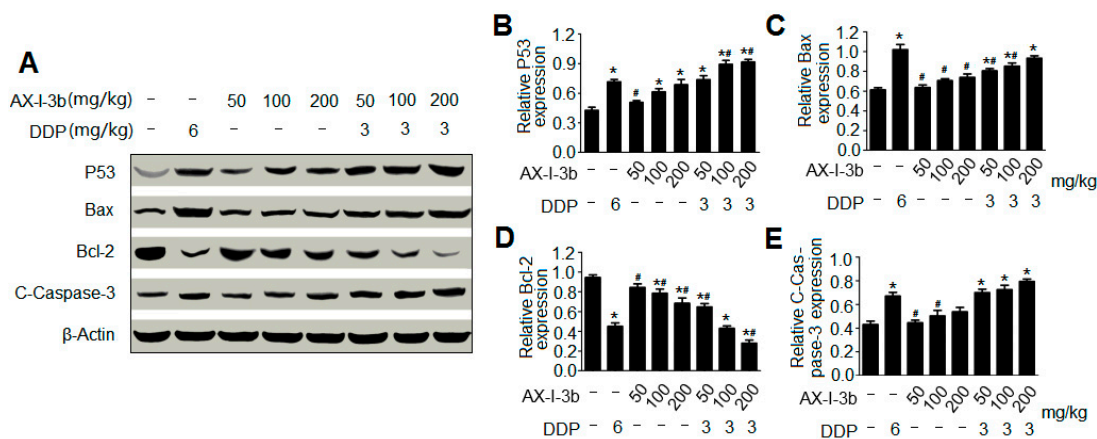 A
AX-I-3b(mg/kg) – – 50 100 200 50 100 200
DDP(mg/kg) – 6 – – – 3 3 3
P53
Bax
Bcl-2
C-Caspase-3
β-Actin
B
Relative P53
expression
1.2
0.9
0.6
0.3
0.0
* # * * * *# *#
AX-I-3b – – 50 100 200 50 100 200
DDP – 6 – – – 3 3 3
C
Relative Bax
expression
1.2
1.0
0.8
0.6
0.4
0.2
0.0
* # # # *# *# *
AX-I-3b – – 50 100 200 50 100 200
mg/kg
DDP – 6 – – – 3 3 3
D
Relative Bcl-2
expression
1.2
1.0
0.8
0.6
0.4
0.2
0.0
* # *# *# *# * *#
AX-I-3b – – 50 100 200 50 100 200
DDP – 6 – – – 3 3 3
E
Relative C-Cas-
pase-3 expression
1.0
0.8
0.6
0.4
0.2
0.0
* # # * * *
AX-I-3b – – 50 100 200 50 100 200
mg/kg
DDP – 6 – – – 3 3 3